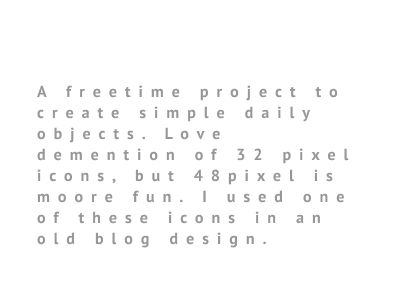 A freetime project to
create simple daily
objects. Love
demention of 32 pixel
icons, but 48pixel is
moore fun. I used one
of these icons in an
old blog design.